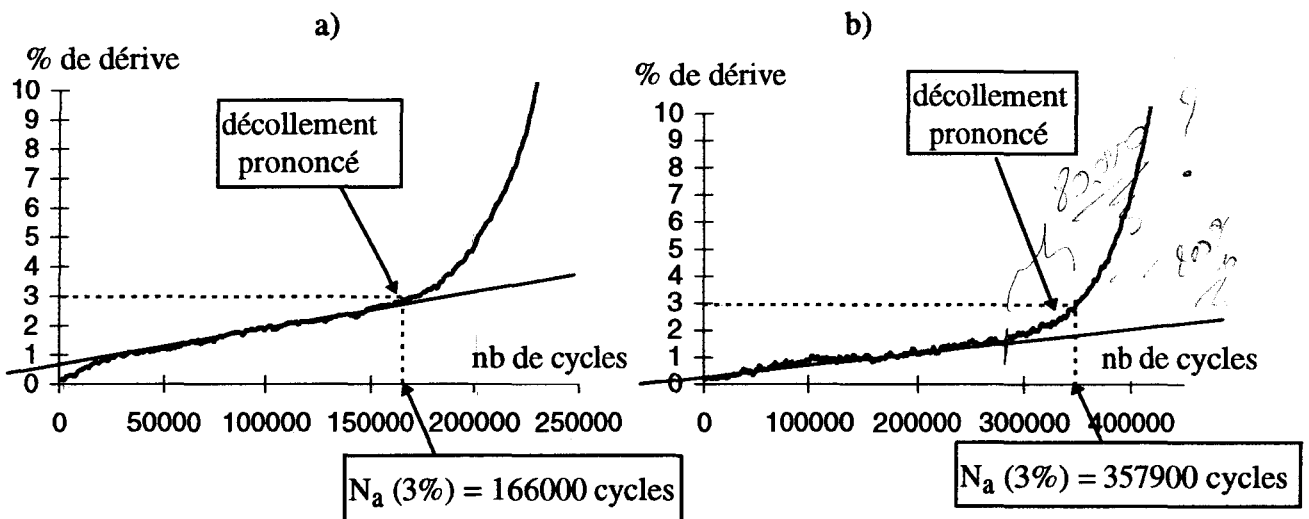 a)
% de dérive
10
9
8
7
6
5
4
3
2
1
0
décollement
prononcé
nb de cycles
0 50000 100000 150000 200000 250000
Na (3%) = 166000 cycles
b)
% de dérive
10
9
8
7
6
5
4
3
2
1
0
décollement
prononcé
nb de cycles
0 100000 200000 300000 400000
Na (3%) = 357900 cycles